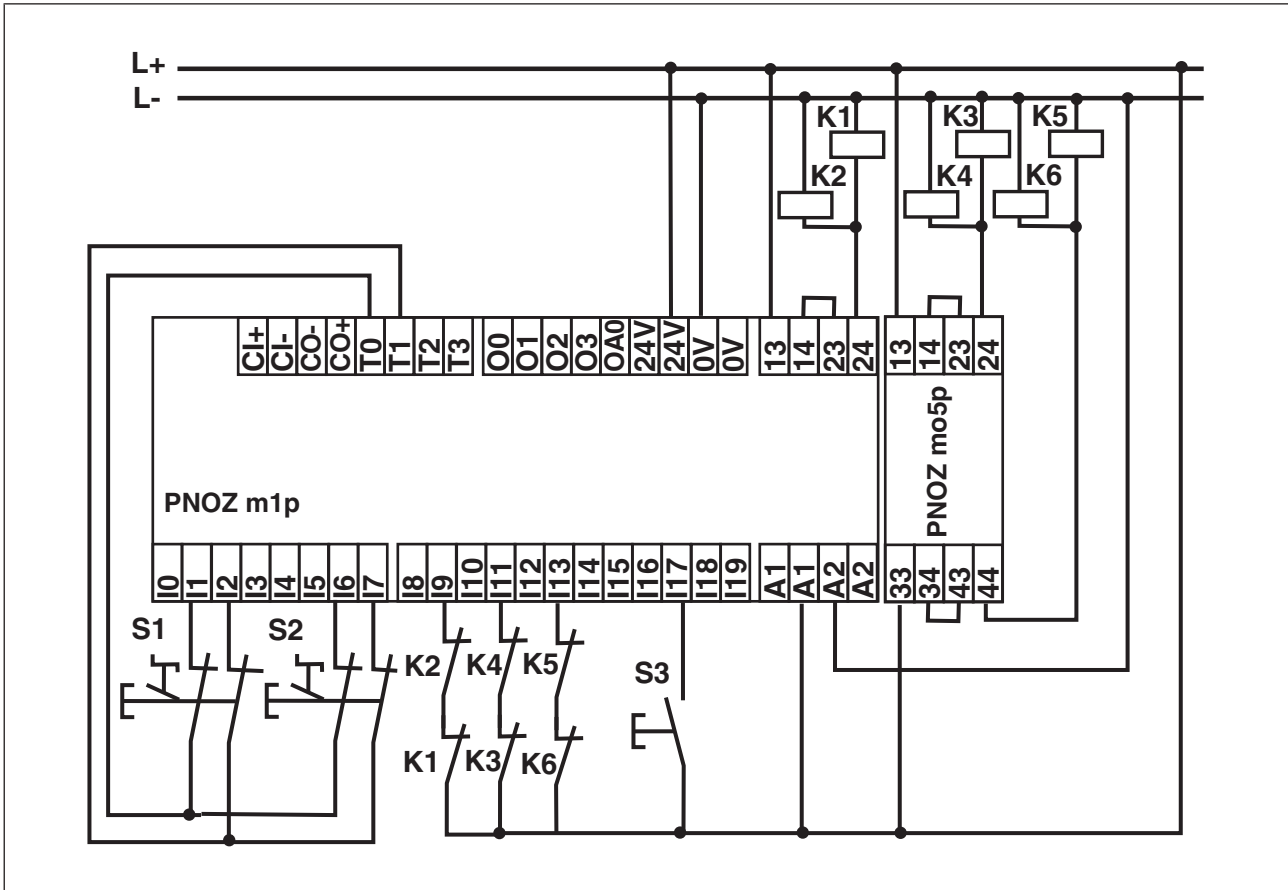 L+
L-
K1
K3
K5
K2
K4
K6
CI+ CI- CO- CO+ T0 T1 T2 T3 O0 O1 O2 O3 OA0 24V 24V 0V 0V 13 14 23 24 13 14 23 24
PNOZ mo5p
PNOZ m1p
I0 I1 I2 I3 I4 I5 I6 I7 I8 I9 I10 I11 I12 I13 I14 I15 I16 I17 I18 I19 A1 A1 A2 A2 33 34 43 44
S1 S2
K2 K4 K5 S3
K1 K3 K6